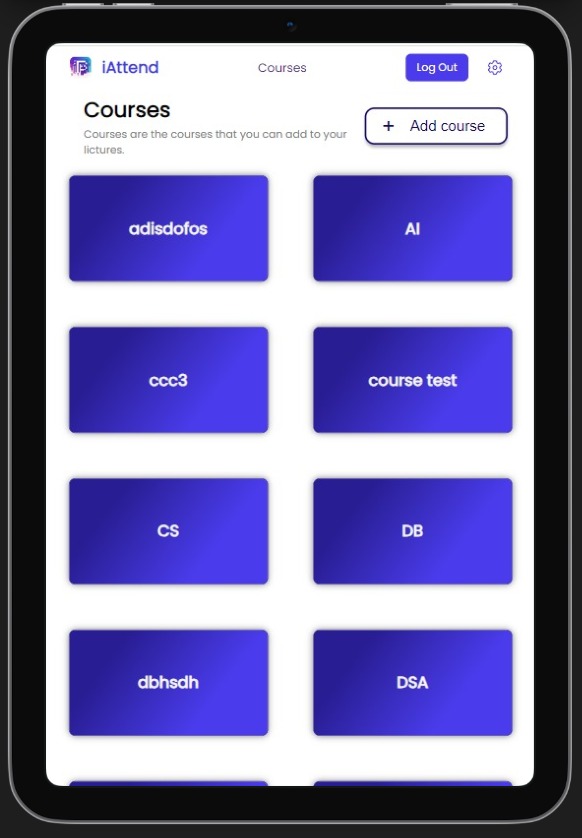 iAttend
Courses
Log Out
Courses
Courses are the courses that you can add to your
lictures.
+ Add course
adisdofos
AI
ccc3
course test
CS
DB
dbhsdh
DSA